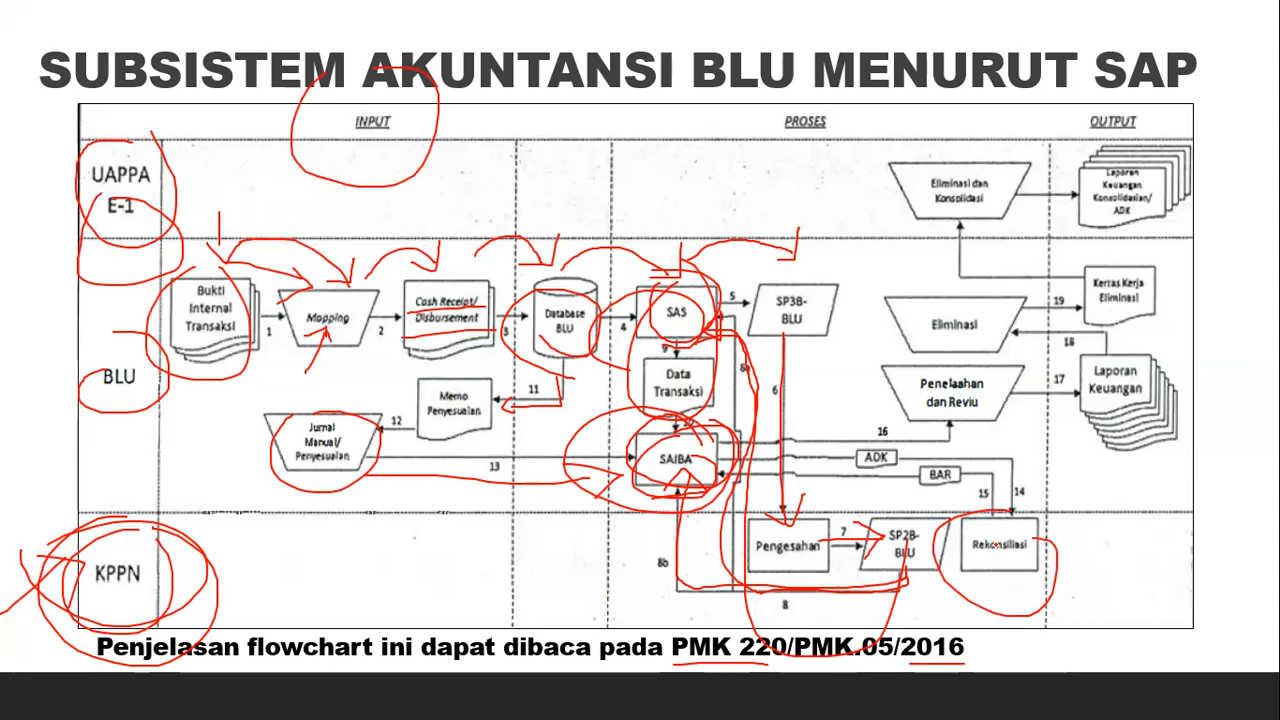 SUBSISTEM AKUNTANSI BLU MENURUT SAP
INPUT
PROSES
OUTPUT
UAPPA
E-1
Eliminasi dan
Konsolidasi
Laporan
Keuangan
Konsolidasian/
ADK
BLU
Bukti
Internal
Transaksi
1
Mapping
2
Cash Receipt/
Disbursement
3
Database
BLU
4
SAS
5
SP3B-
BLU
Eliminasi
19
Kertas Kerja
Eliminasi
18
9
Data
Transaksi
8a
6
Penelaahan
dan Reviu
17
Laporan
Keuangan
Memo
Penyesuaian
11
12
Jurnal
Manual/
Penyesuaian
13
10
SAIBA
16
ADK
BAR
15
14
KPPN
Pengesahan
7
SP2B-
BLU
Rekonsiliasi
8b
8
Penjelasan flowchart ini dapat dibaca pada PMK 220/PMK.05/2016